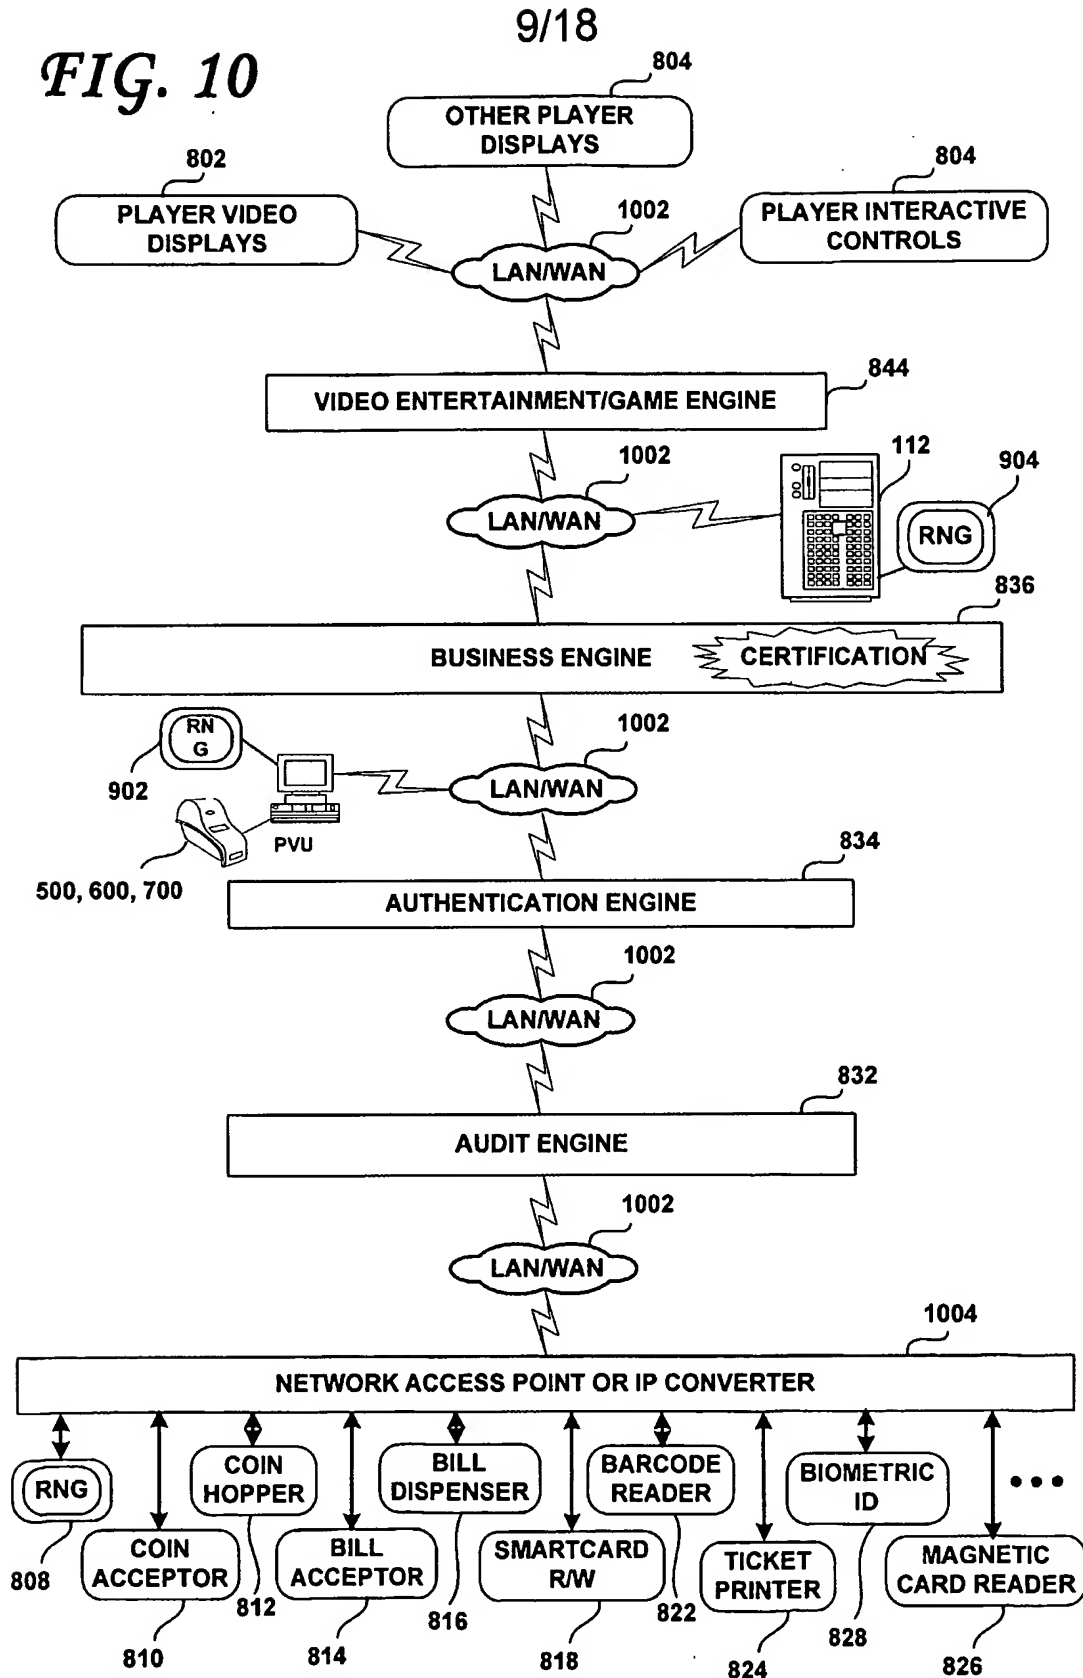 9/18
FIG. 10
804
OTHER PLAYER
DISPLAYS
802
PLAYER VIDEO
DISPLAYS
804
PLAYER INTERACTIVE
CONTROLS
1002
LAN/WAN
844
VIDEO ENTERTAINMENT/GAME ENGINE
1002
LAN/WAN
112
904
RNG
836
BUSINESS ENGINE
CERTIFICATION
RN
G
902
PVU
500, 600, 700
1002
LAN/WAN
834
AUTHENTICATION ENGINE
1002
LAN/WAN
832
AUDIT ENGINE
1002
LAN/WAN
1004
NETWORK ACCESS POINT OR IP CONVERTER
RNG
808
COIN
ACCEPTOR
810
COIN
HOPPER
812
BILL
ACCEPTOR
814
BILL
DISPENSER
816
SMARTCARD
R/W
818
BARCODE
READER
822
TICKET
PRINTER
824
BIOMETRIC
ID
828
MAGNETIC
CARD READER
826